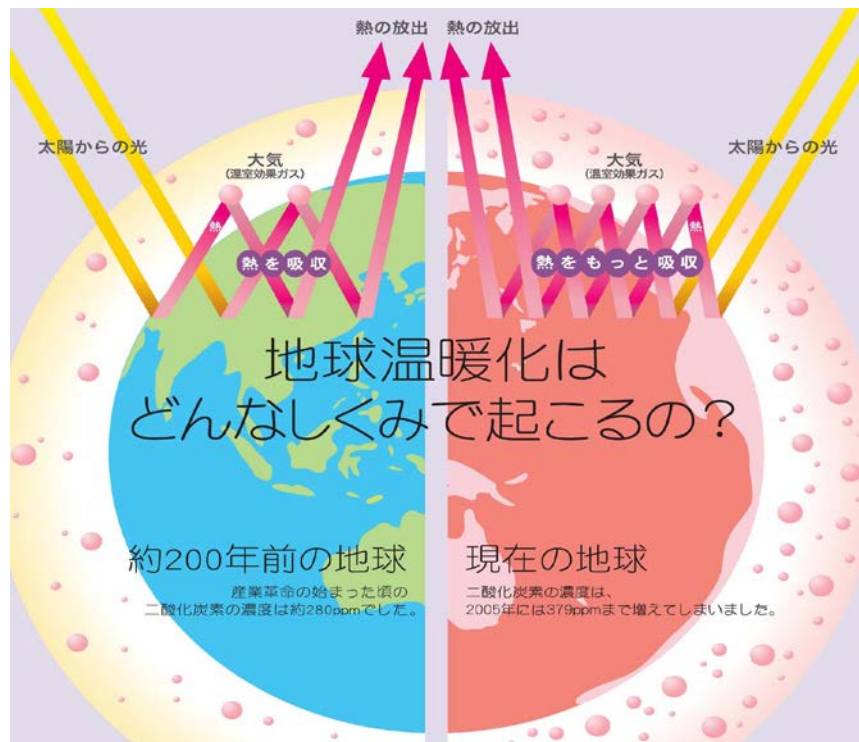 熱の放出
熱の放出
太陽からの光
大気
(温室効果ガス)
熱
熱を吸収
大気
(温室効果ガス)
太陽からの光
熱
熱をもっと吸収
地球温暖化は
どんなしくみで起こるの？
約200年前の地球
産業革命の始まった頃の
二酸化炭素の濃度は約280ppmでした。
現在の地球
二酸化炭素の濃度は、
2005年には379ppmまで増えてしまいました。